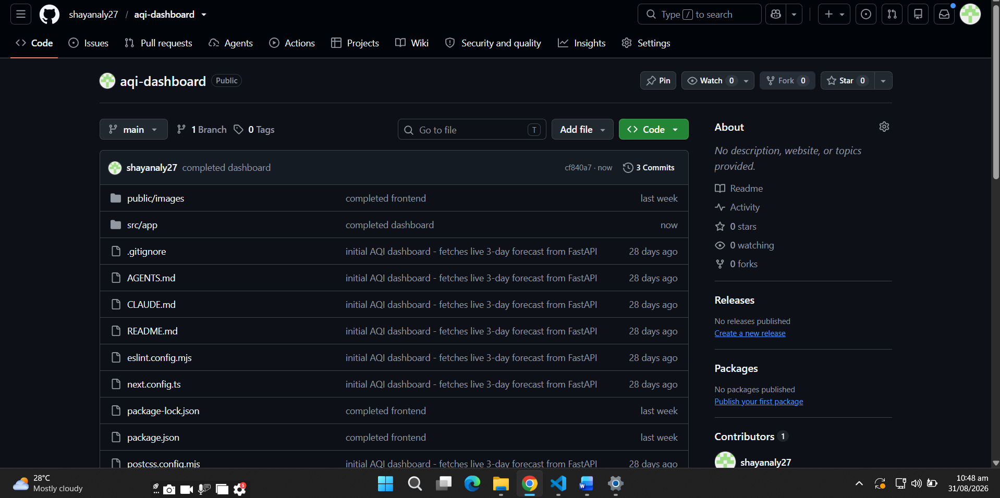 shayanaly27 / aqi-dashboard
Type / to search
Code
Issues
Pull requests
Agents
Actions
Projects
Wiki
Security and quality
Insights
Settings
aqi-dashboard Public
Pin
Watch 0
Fork 0
Star 0
main
1 Branch
0 Tags
Go to file T
Add file
Code
shayanaly27 completed dashboard cf840a7 · now 3 Commits
public/images completed frontend last week
src/app completed dashboard now
.gitignore initial AQI dashboard - fetches live 3-day forecast from FastAPI 28 days ago
AGENTS.md initial AQI dashboard - fetches live 3-day forecast from FastAPI 28 days ago
CLAUDE.md initial AQI dashboard - fetches live 3-day forecast from FastAPI 28 days ago
README.md initial AQI dashboard - fetches live 3-day forecast from FastAPI 28 days ago
eslint.config.mjs initial AQI dashboard - fetches live 3-day forecast from FastAPI 28 days ago
next.config.ts initial AQI dashboard - fetches live 3-day forecast from FastAPI 28 days ago
package-lock.json completed frontend last week
package.json completed frontend last week
postcss.config.mjs initial AQI dashboard - fetches live 3-day forecast from FastAPI 28 days ago
About
No description, website, or topics
provided.
Readme
Activity
0 stars
0 watching
0 forks
Releases
No releases published
Create a new release
Packages
No packages published
Publish your first package
Contributors 1
shayanaly27
28°C
Mostly cloudy
5
W
10:48 am
31/08/2026